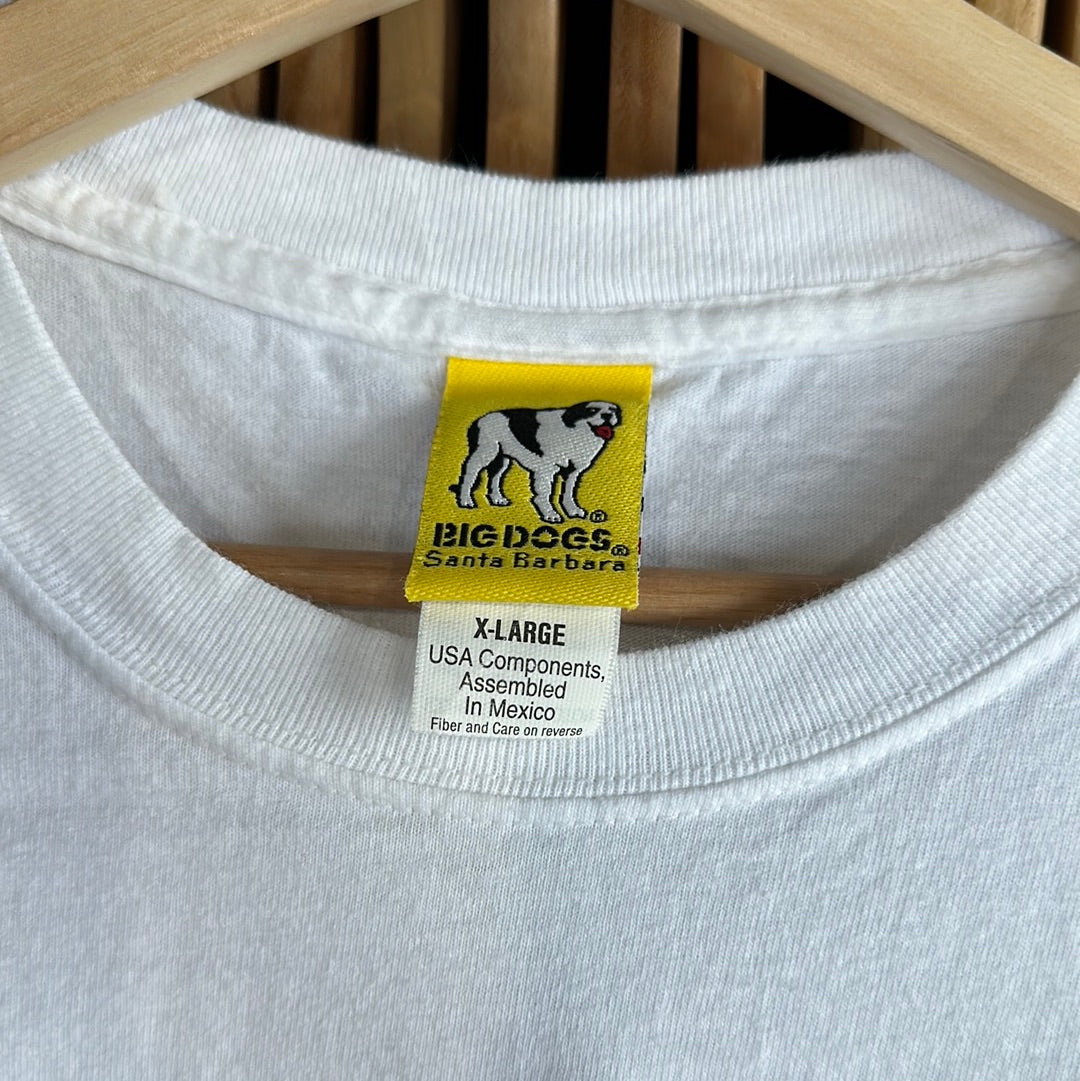 ®
BIG DOGS®
Santa Barbara
X-LARGE
USA Components,
Assembled
In Mexico
Fiber and Care on reverse